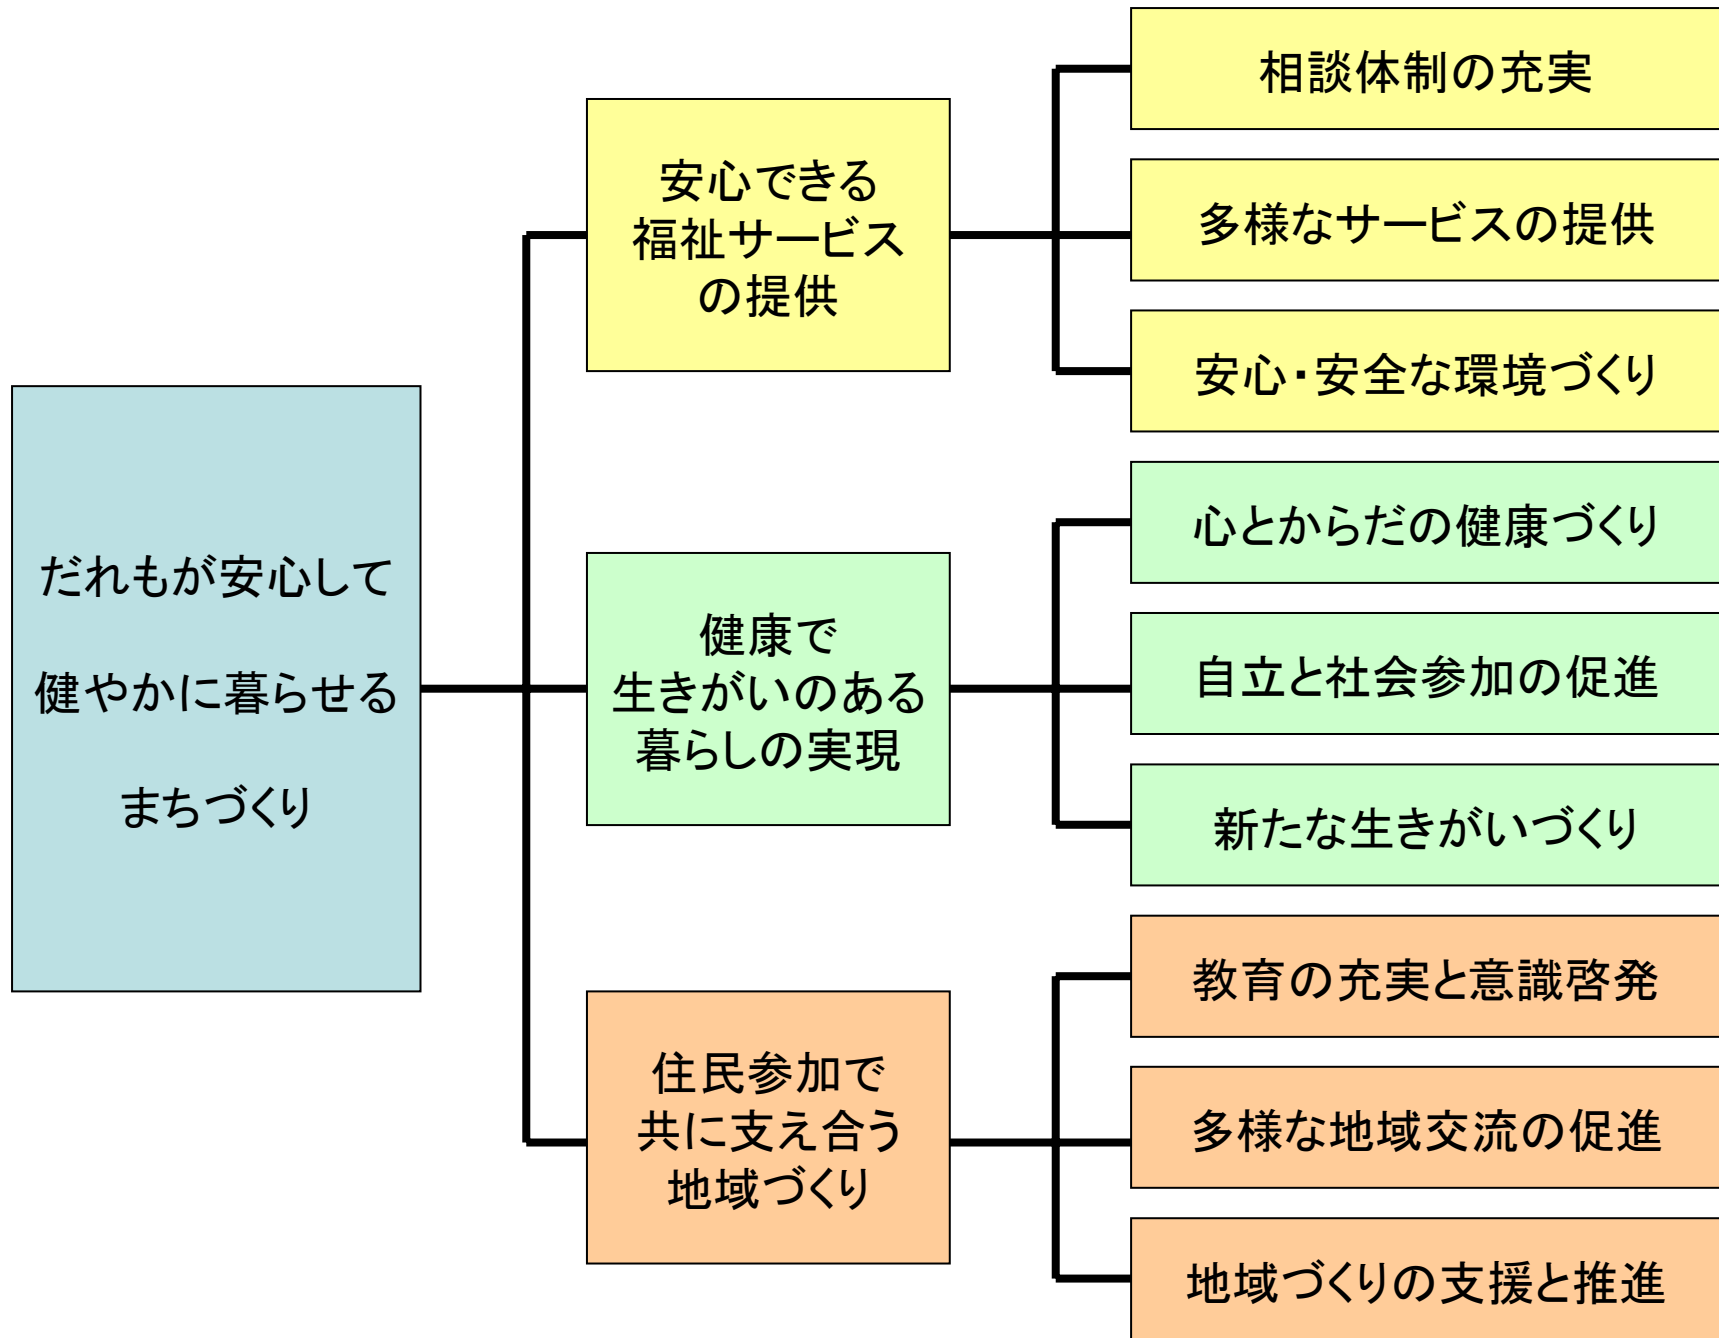 だれもが安心して
健やかに暮らせる
まちづくり
安心できる
福祉サービス
の提供
相談体制の充実
多様なサービスの提供
安心・安全な環境づくり
健康で
生きがいのある
暮らしの実現
心とからだの健康づくり
自立と社会参加の促進
新たな生きがいづくり
住民参加で
共に支え合う
地域づくり
教育の充実と意識啓発
多様な地域交流の促進
地域づくりの支援と推進